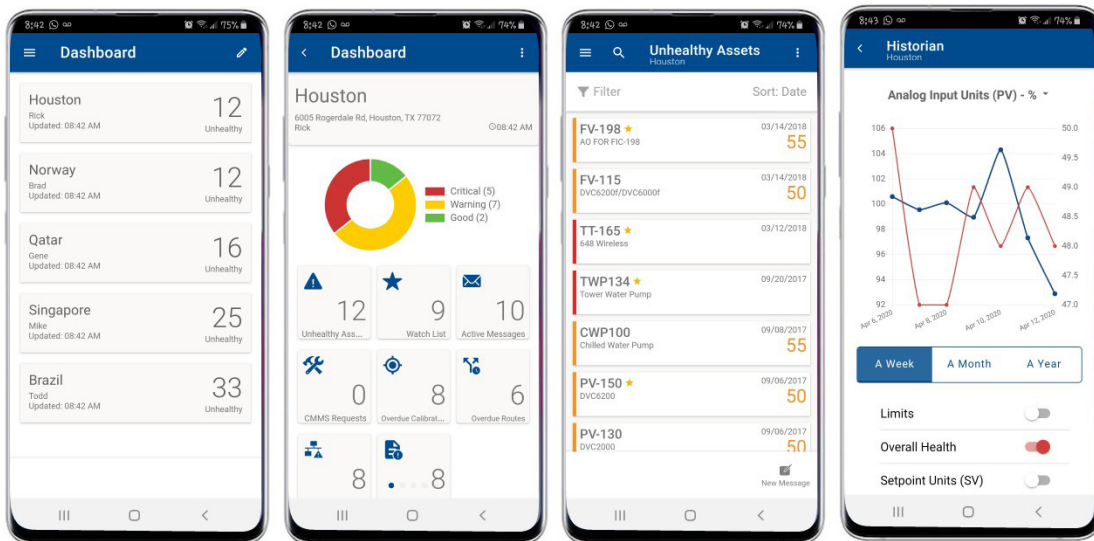 8:42
75%
Dashboard
Houston
Rick
Updated: 08:42 AM
12
Unhealthy
Norway
Brad
Updated: 08:42 AM
12
Unhealthy
Qatar
Gene
Updated: 08:42 AM
16
Unhealthy
Singapore
Mike
Updated: 08:42 AM
25
Unhealthy
Brazil
Todd
Updated: 08:42 AM
33
Unhealthy
8:42
74%
Dashboard
Houston
6005 Rogerdale Rd, Houston, TX 77072
Rick
08:42 AM
Critical (5)
Warning (7)
Good (2)
12
Unhealthy Ass...
9
Watch List
10
Active Messages
0
CMMS Requests
8
Overdue Calibrat...
6
Overdue Routes
8
8
8:42
74%
Unhealthy Assets
Houston
Filter
Sort: Date
FV-198
AO FOR FIC-198
03/14/2018
55
FV-115
DVC6200f/DVC6000f
03/14/2018
50
TT-165
648 Wireless
03/12/2018
TWP134
Tower Water Pump
09/20/2017
CWP100
Chilled Water Pump
09/08/2017
55
PV-150
DVC6200
09/06/2017
50
PV-130
DVC2000
09/06/2017
50
New Message
8:43
74%
Historian
Houston
Analog Input Units (PV) - %
106
104
102
100
98
96
94
92
50.0
49.5
49.0
48.5
48.0
47.5
47.0
Apr 6, 2020
Apr 8, 2020
Apr 10, 2020
Apr 12, 2020
A Week
A Month
A Year
Limits
Overall Health
Setpoint Units (SV)